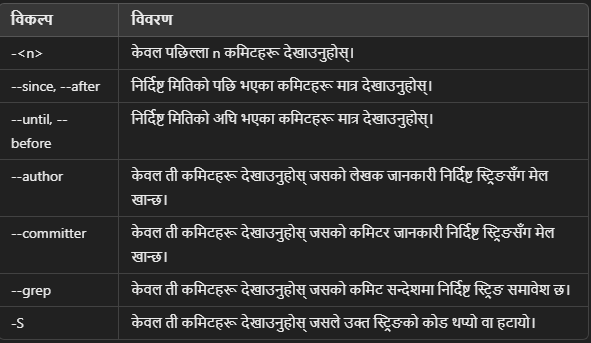 विकल्प विवरण
-<n> केवल पछिल्ला n कमिटहरू देखाउनुहोस्।
--since, --after निर्दिष्ट मितिको पछि भएका कमिटहरू मात्र देखाउनुहोस्।
--until, -- निर्दिष्ट मितिको अघि भएका कमिटहरू मात्र देखाउनुहोस्।
before
--author केवल ती कमिटहरू देखाउनुहोस् जसको लेखक जानकारी निर्दिष्ट स्ट्रिङसँग मेल
खान्छ।
--committer केवल ती कमिटहरू देखाउनुहोस् जसको कमिटर जानकारी निर्दिष्ट स्ट्रिङसँग मेल
खान्छ।
--grep केवल ती कमिटहरू देखाउनुहोस् जसको कमिट सन्देशमा निर्दिष्ट स्ट्रिङ समावेश छ।
-S केवल ती कमिटहरू देखाउनुहोस् जसले उक्त स्ट्रिङको कोड थप्यो वा हटायो।